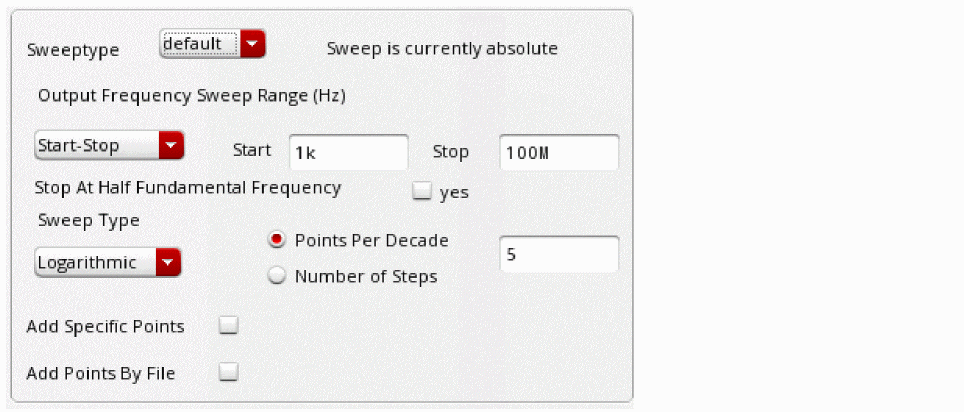 Sweeptype default Sweep is currently absolute
Output Frequency Sweep Range (Hz)
Start-Stop Start 1k Stop 100M
Stop At Half Fundamental Frequency yes
Sweep Type
Points Per Decade
Logarithmic 5
Number of Steps
Add Specific Points
Add Points By File